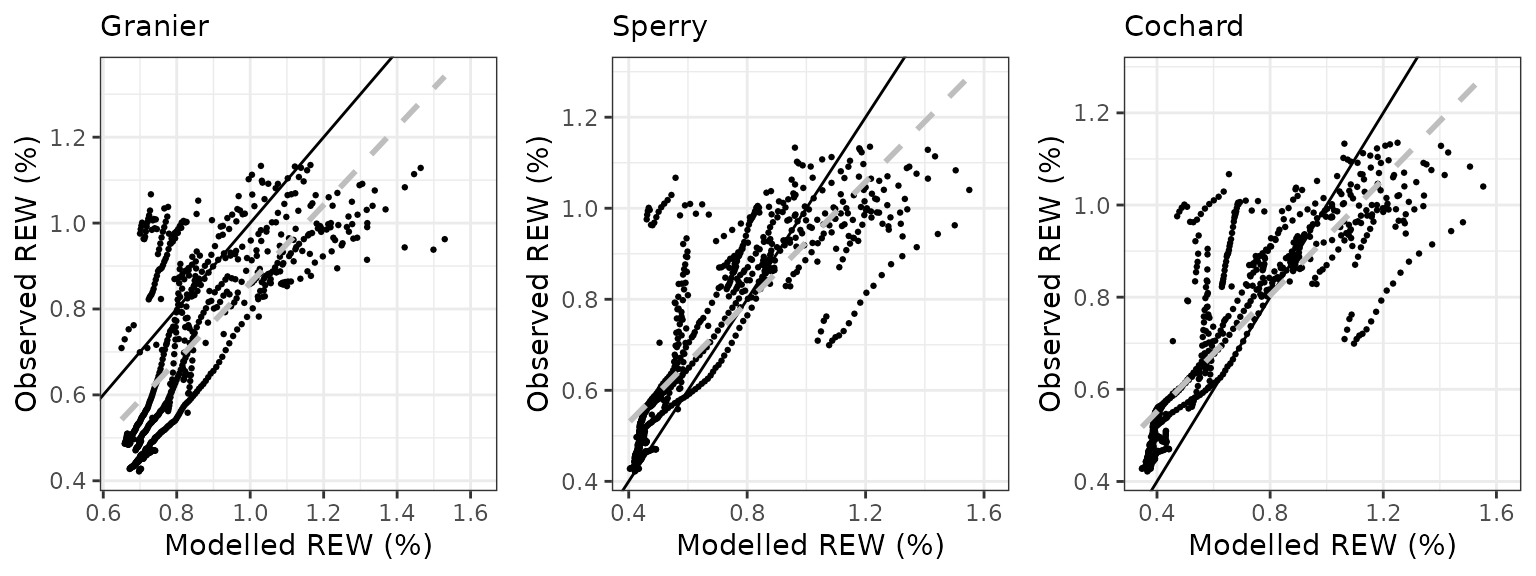 Granier
Observed REW (%)
1.2
1.0
0.8
0.6
0.4
0.6 0.8 1.0 1.2 1.4 1.6
Modelled REW (%)
Sperry
Observed REW (%)
1.2
1.0
0.8
0.6
0.4
0.4 0.8 1.2 1.6
Modelled REW (%)
Cochard
Observed REW (%)
1.2
1.0
0.8
0.6
0.4
0.4 0.8 1.2 1.6
Modelled REW (%)